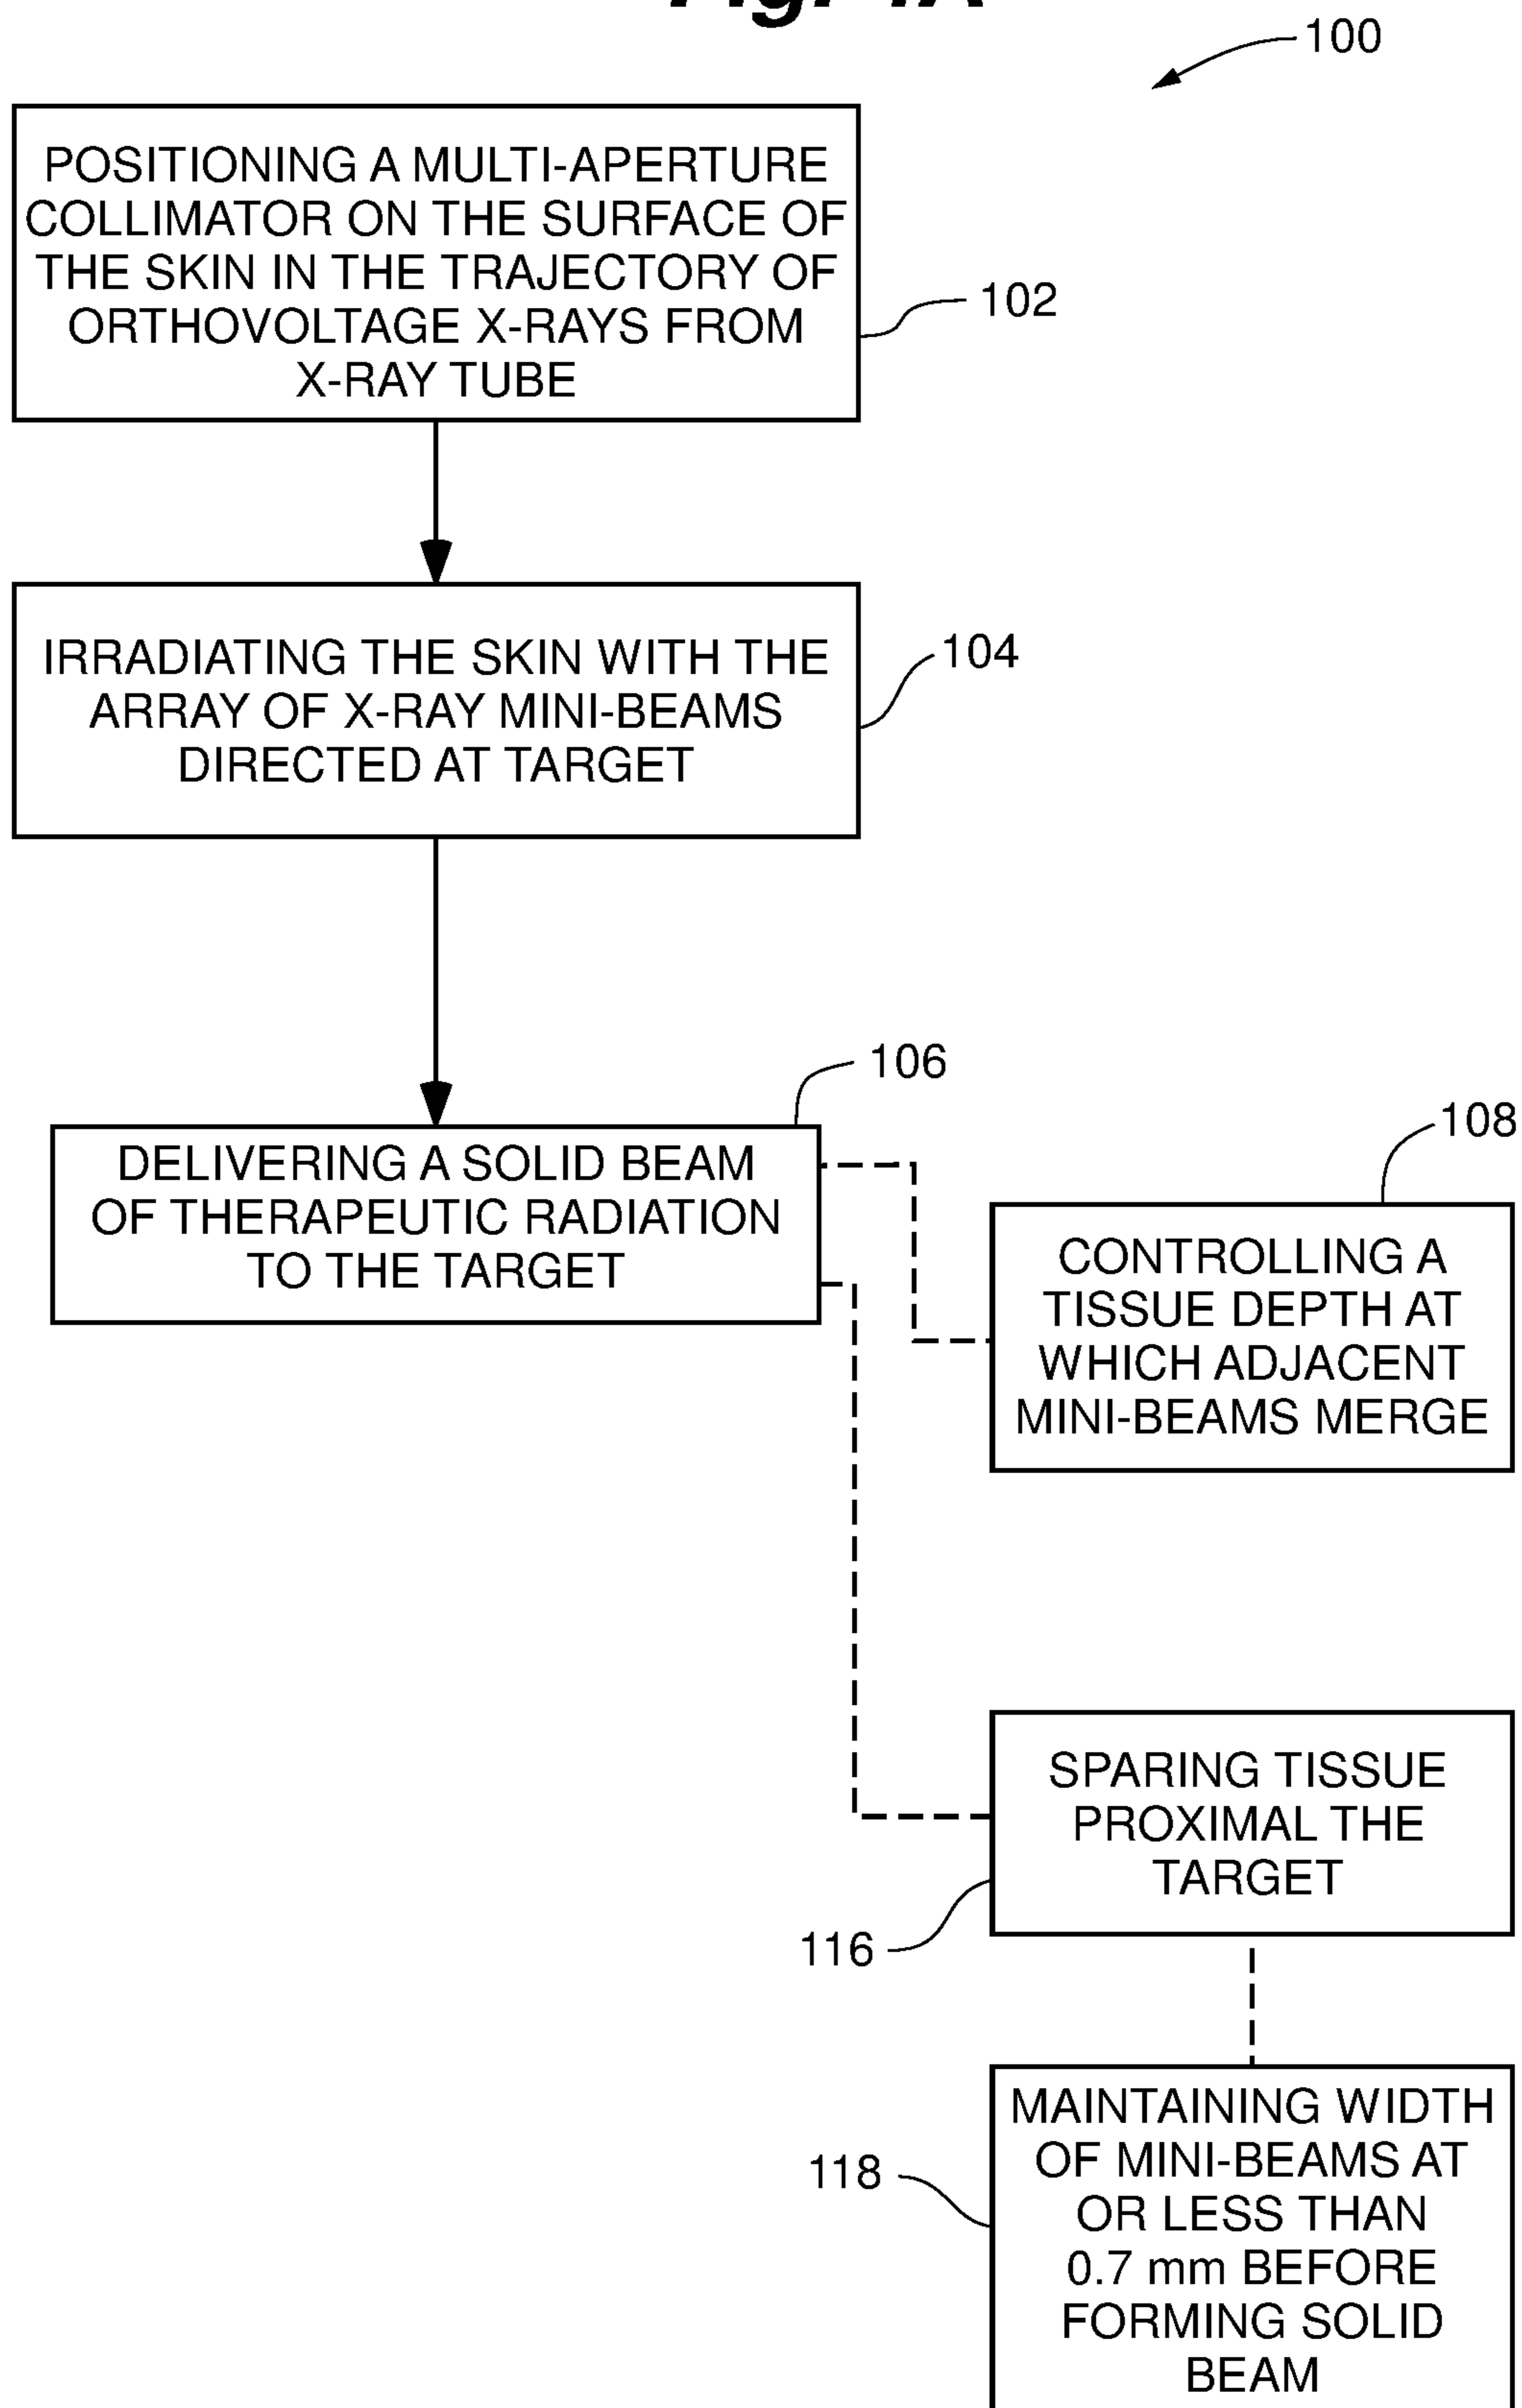 100
POSITIONING A MULTI-APERTURE
COLLIMATOR ON THE SURFACE OF
THE SKIN IN THE TRAJECTORY OF
ORTHOVOLTAGE X-RAYS FROM
X-RAY TUBE
102
IRRADIATING THE SKIN WITH THE
ARRAY OF X-RAY MINI-BEAMS
DIRECTED AT TARGET
104
106
DELIVERING A SOLID BEAM
OF THERAPEUTIC RADIATION
TO THE TARGET
108
CONTROLLING A
TISSUE DEPTH AT
WHICH ADJACENT
MINI-BEAMS MERGE
SPARING TISSUE
PROXIMAL THE
TARGET
116
MAINTAINING WIDTH
OF MINI-BEAMS AT
OR LESS THAN
0.7 mm BEFORE
FORMING SOLID
BEAM
118